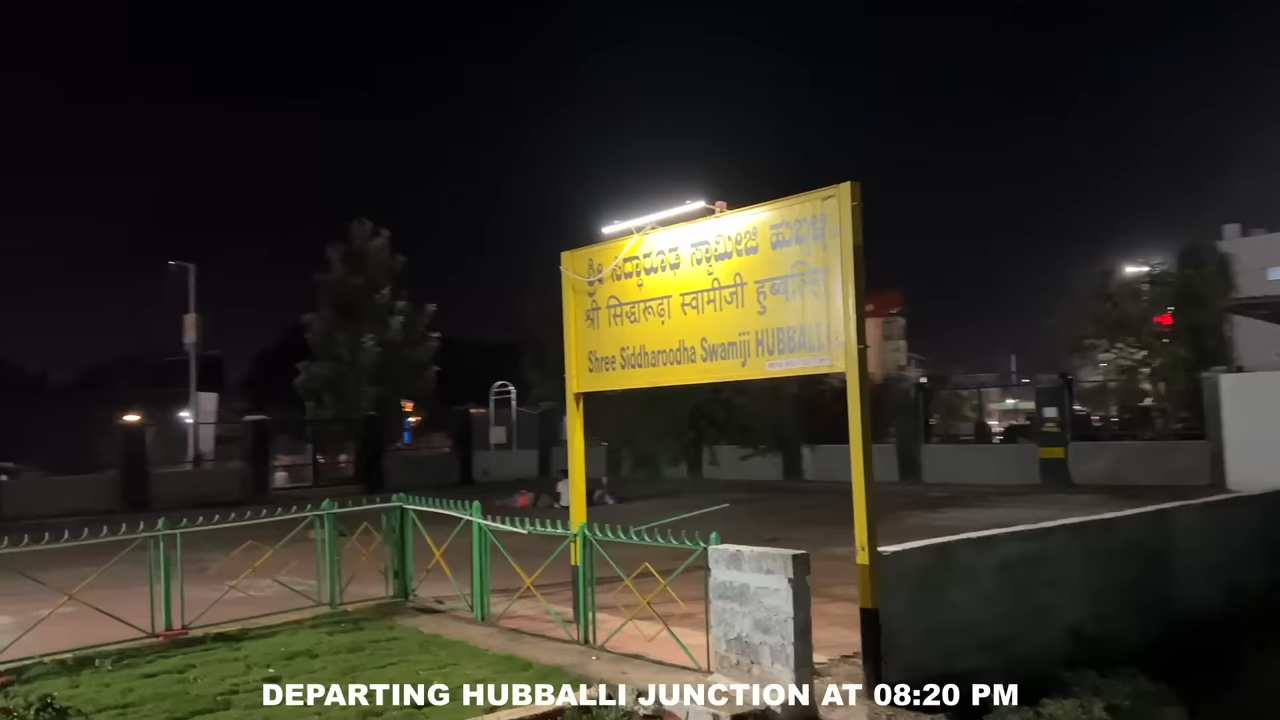 ಶ್ರೀ ಸಿದ್ಧಾರೂಢ ಸ್ವಾಮೀಜಿ ಹುಬ್ಬಳ್ಳಿ
श्री सिद्धारूढ़ा स्वामीजी हुब्बल्लि
Shree Siddharoodha Swamiji HUBBALLI
DEPARTING HUBBALLI JUNCTION AT 08:20 PM